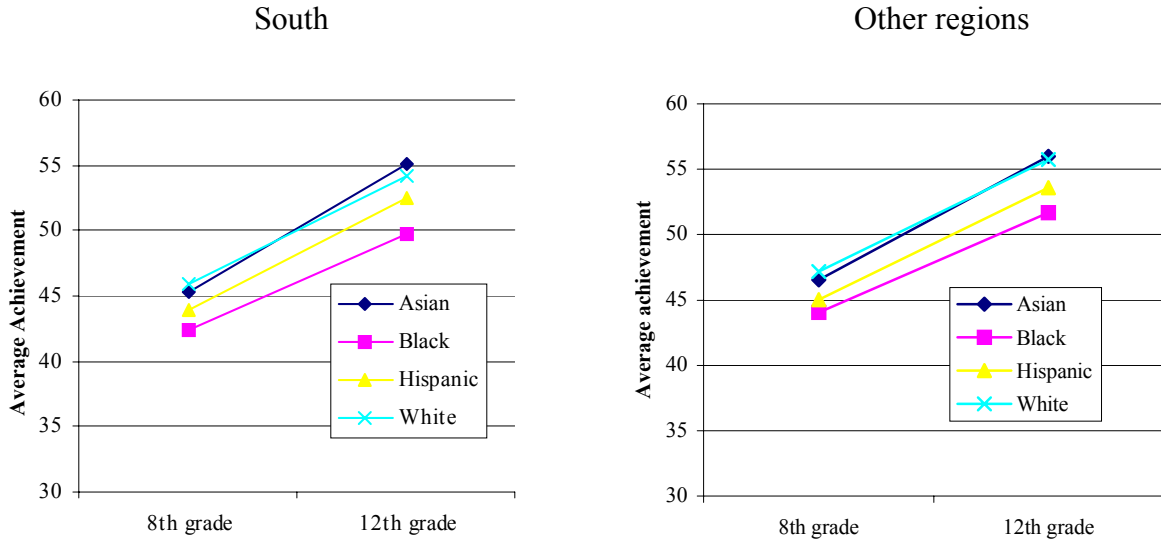 South
Average Achievement
60
55
50
45
40
35
30
8th grade
12th grade
Asian
Black
Hispanic
White
Other regions
Average achievement
60
55
50
45
40
35
30
8th grade
12th grade
Asian
Black
Hispanic
White